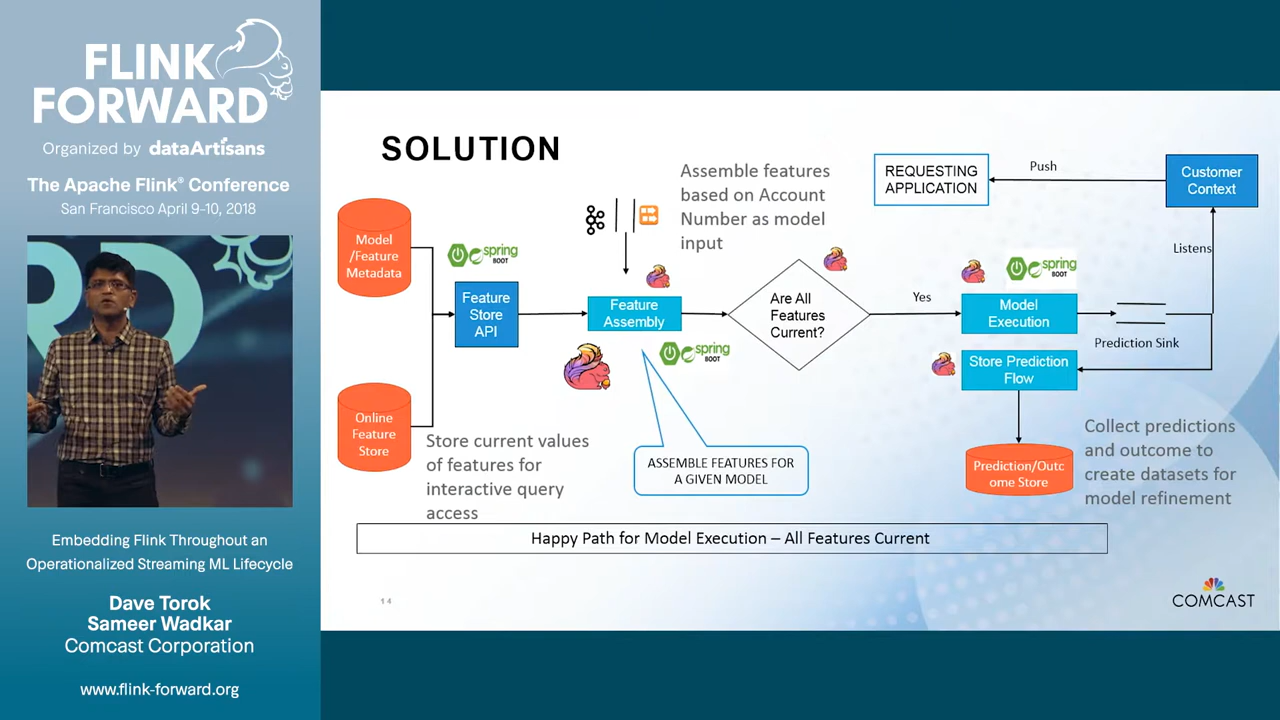 FLINK
FORWARD
Organized by dataArtisans
The Apache Flink® Conference
San Francisco April 9-10, 2018
Embedding Flink Throughout an
Operationalized Streaming ML Lifecycle
Dave Torok
Sameer Wadkar
Comcast Corporation
www.flink-forward.org
SOLUTION
Model
/Feature
Metadata
spring
BOOT
Feature
Store
API
Online
Feature
Store
Store current values
of features for
interactive query
access
Feature
Assembly
spring
BOOT
ASSEMBLE FEATURES FOR
A GIVEN MODEL
Assemble features
based on Account
Number as model
input
Are All
Features
Current?
Yes
REQUESTING
APPLICATION
Push
Customer
Context
Listens
spring
BOOT
Model
Execution
Prediction Sink
Store Prediction
Flow
Prediction/Outc
ome Store
Collect predictions
and outcome to
create datasets for
model refinement
Happy Path for Model Execution – All Features Current
14
COMCAST